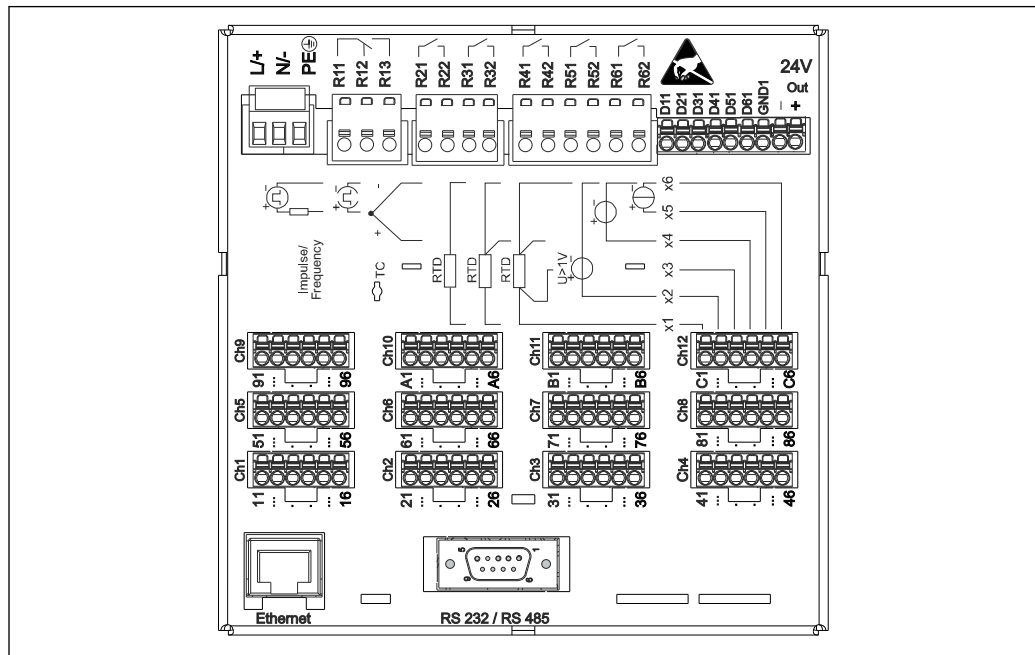 L/+ N/- PE
R11 R12 R13
R21 R22 R31 R32
R41 R42 R51 R52 R61 R62
24V
Out
D11 D21 D31 D41 D51 D61 GND1 - +
x6
x5
x4
x3
x2
x1
Impulse/
Frequency
TC
RTD RTD RTD
U>1V
Ch9 Ch10 Ch11 Ch12
91 96 A1 A6 B1 B6 C1 C6
Ch5 Ch6 Ch7 Ch8
51 56 61 66 71 76 81 86
Ch1 Ch2 Ch3 Ch4
11 16 21 26 31 36 41 46
5 1
9 6
Ethernet
RS 232 / RS 485